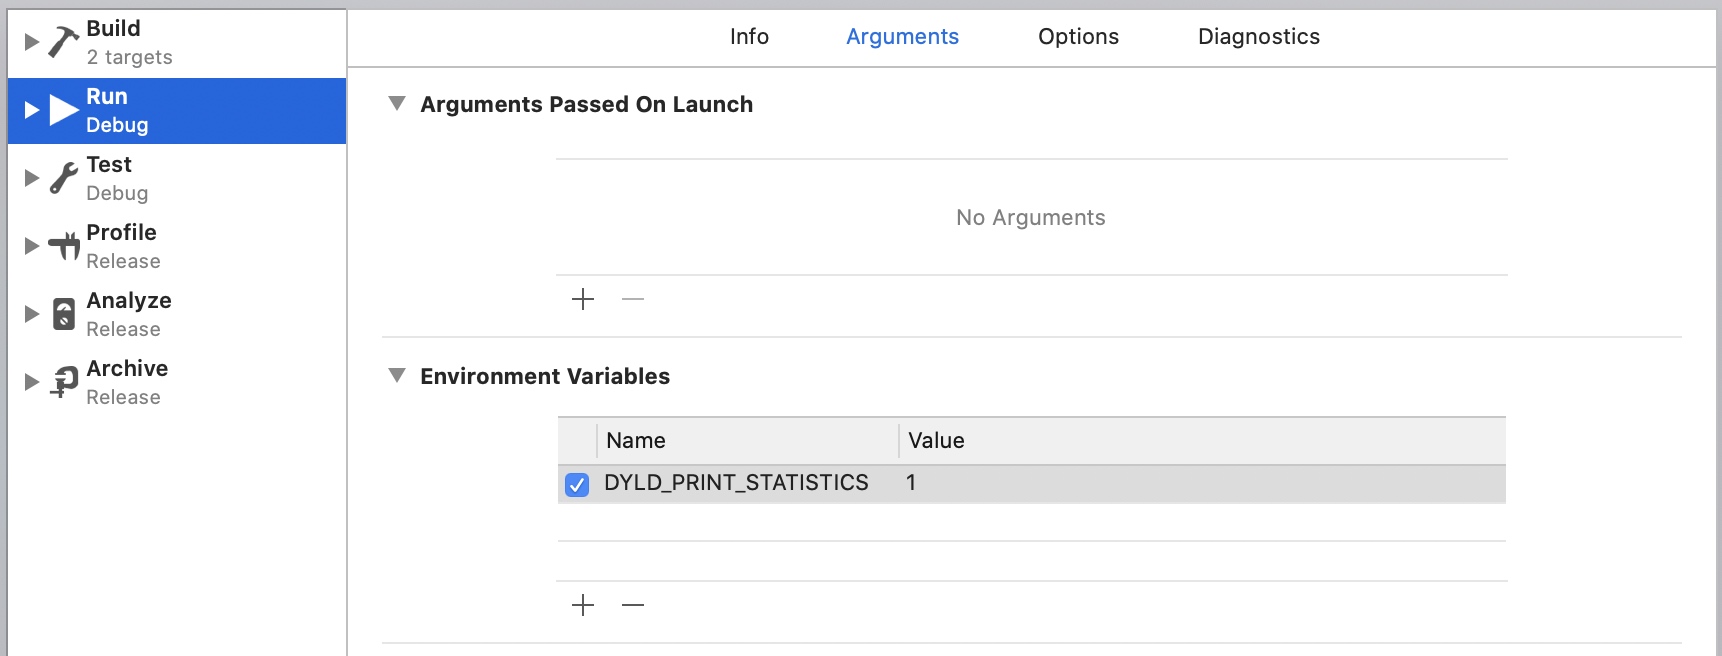 Build
2 targets
Run
Debug
Test
Debug
Profile
Release
Analyze
Release
Archive
Release
Info Arguments Options Diagnostics
Arguments Passed On Launch
No Arguments
Environment Variables
Name Value
DYLD_PRINT_STATISTICS 1